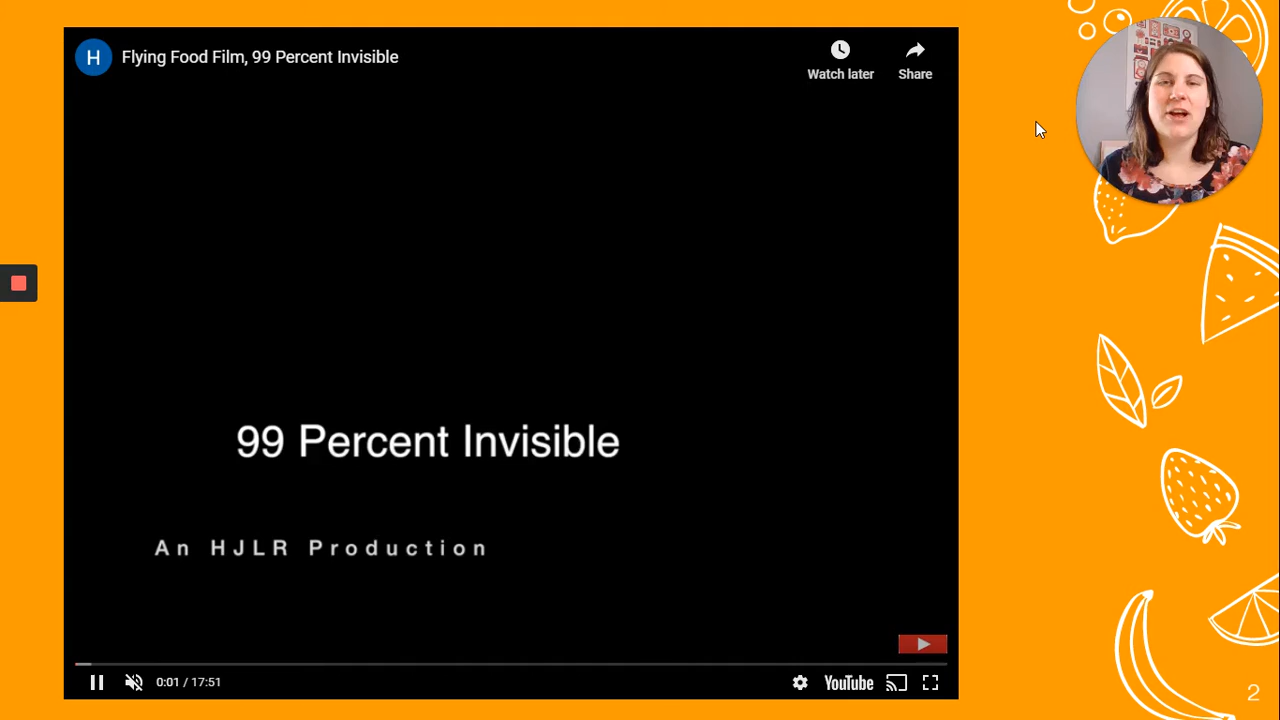 H
Flying Food Film, 99 Percent Invisible
Watch later
Share
99 Percent Invisible
An HJLR Production
0:01 / 17:51
YouTube
2